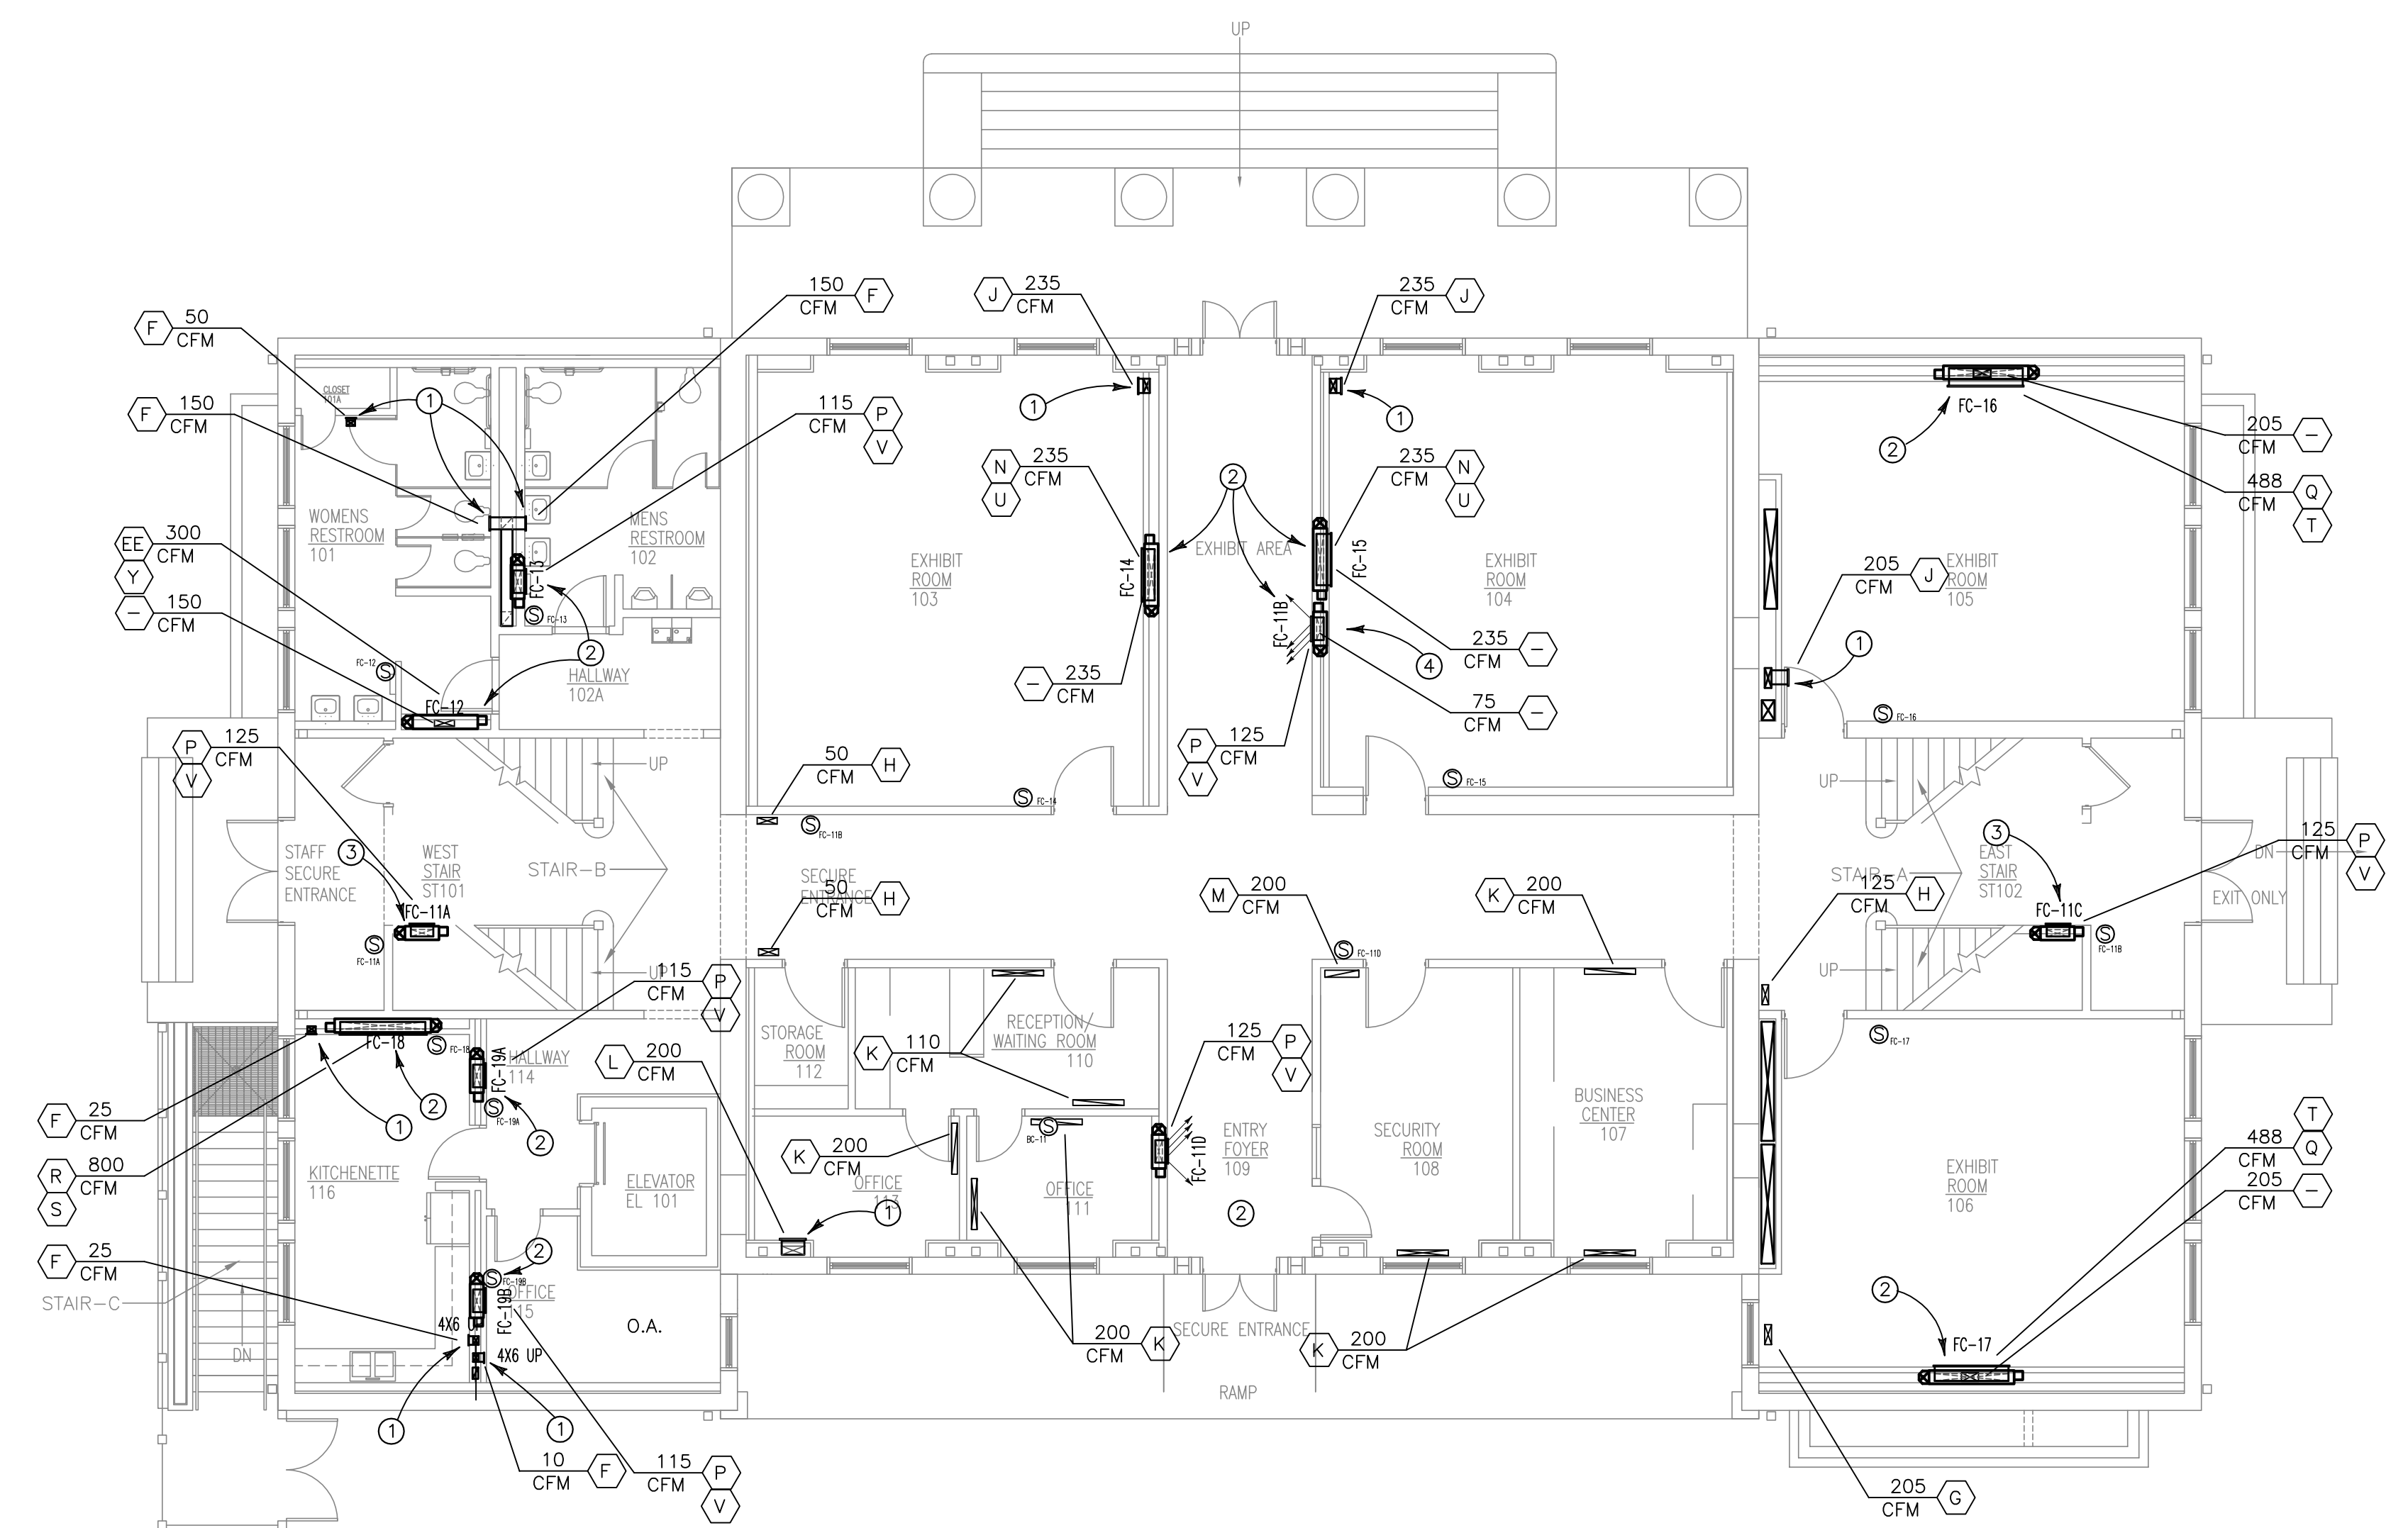 UP
150
CFM
F
J
235
CFM
235
CFM
J
F
50
CFM
CLOSET
101A
1
F
150
CFM
115
CFM
P
V
1
1
FC-16
2
205
CFM
-
N
U
235
CFM
2
235
CFM
N
U
488
CFM
Q
T
WOMENS
RESTROOM
101
MENS
RESTROOM
102
EE
Y
300
CFM
-
150
CFM
FC-13
S
FC-13
2
EXHIBIT
ROOM
103
FC-14
EXHIBIT AREA
FC-15
EXHIBIT
ROOM
104
205
CFM
J
EXHIBIT
ROOM
105
FC-11B
4
235
CFM
-
1
FC-12
S
HALLWAY
102A
-
235
CFM
FC-12
75
CFM
-
S
FC-16
P
V
125
CFM
UP
50
CFM
H
P
V
125
CFM
S
FC-14
S
FC-15
UP
S
FC-11B
STAFF
SECURE
ENTRANCE
3
WEST
STAIR
ST101
STAIR-B
SECURE
ENTRANCE
50
CFM
H
M
200
CFM
K
200
CFM
STAIR-A
125
CFM
H
3
EAST
STAIR
ST102
125
CFM
P
V
DN
EXIT ONLY
FC-11A
S
FC-11A
FC-11C
S
FC-11B
S
FC-11D
UP
UP
115
CFM
P
V
FC-18
S
FC-18
FC-19A
HALLWAY
114
L
200
CFM
STORAGE
ROOM
112
K
110
CFM
RECEPTION/
WAITING ROOM
110
125
CFM
P
V
S
FC-17
F
25
CFM
1
2
S
FC-19A
2
S
BC-11
FC-11D
ENTRY
FOYER
109
SECURITY
ROOM
108
BUSINESS
CENTER
107
R
S
800
CFM
KITCHENETTE
116
ELEVATOR
EL 101
K
200
CFM
OFFICE
113
1
OFFICE
111
2
EXHIBIT
ROOM
106
T
Q
488
CFM
205
CFM
-
F
25
CFM
2
S
FC-19B
OFFICE
115
FC-19B
STAIR-C
DN
4X6 U
4X6 UP
O.A.
SECURE ENTRANCE
200
CFM
K
K
200
CFM
2
FC-17
RAMP
1
1
10
CFM
F
115
CFM
P
V
205
CFM
G